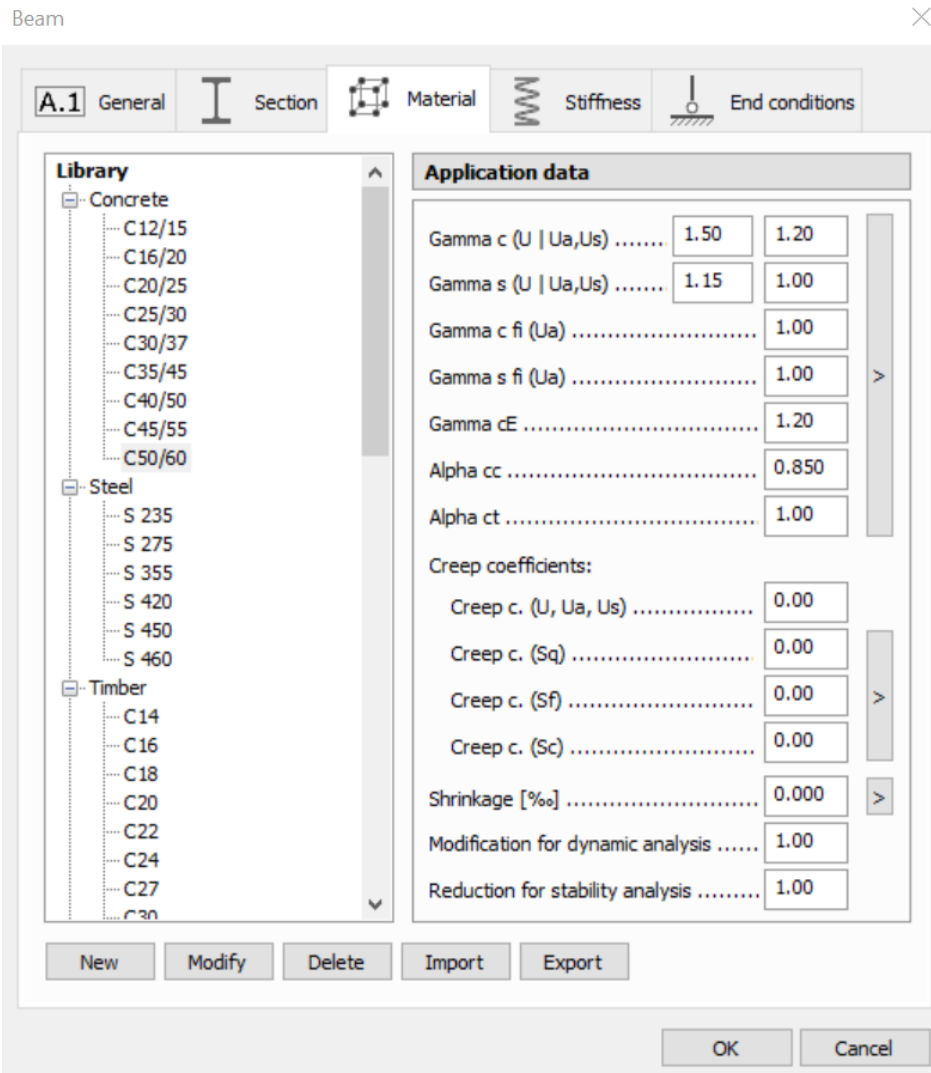 Beam
A.1 General Section Material Stiffness End conditions
Library
Concrete
C12/15
C16/20
C20/25
C25/30
C30/37
C35/45
C40/50
C45/55
C50/60
Steel
S 235
S 275
S 355
S 420
S 450
S 460
Timber
C14
C16
C18
C20
C22
C24
C27
C30
Application data
Gamma c (U | Ua,Us) ....... 1.50 1.20
Gamma s (U | Ua,Us) ....... 1.15 1.00
Gamma c fi (Ua) ........................... 1.00
Gamma s fi (Ua) ........................... 1.00 >
Gamma cE .................................. 1.20
Alpha cc .................................... 0.850
Alpha ct ..................................... 1.00
Creep coefficients:
Creep c. (U, Ua, Us) ................. 0.00
Creep c. (Sq) ........................... 0.00
Creep c. (Sf) ........................... 0.00 >
Creep c. (Sc) ........................... 0.00
Shrinkage [‰] ............................ 0.000 >
Modification for dynamic analysis ...... 1.00
Reduction for stability analysis ......... 1.00
New Modify Delete Import Export
OK Cancel